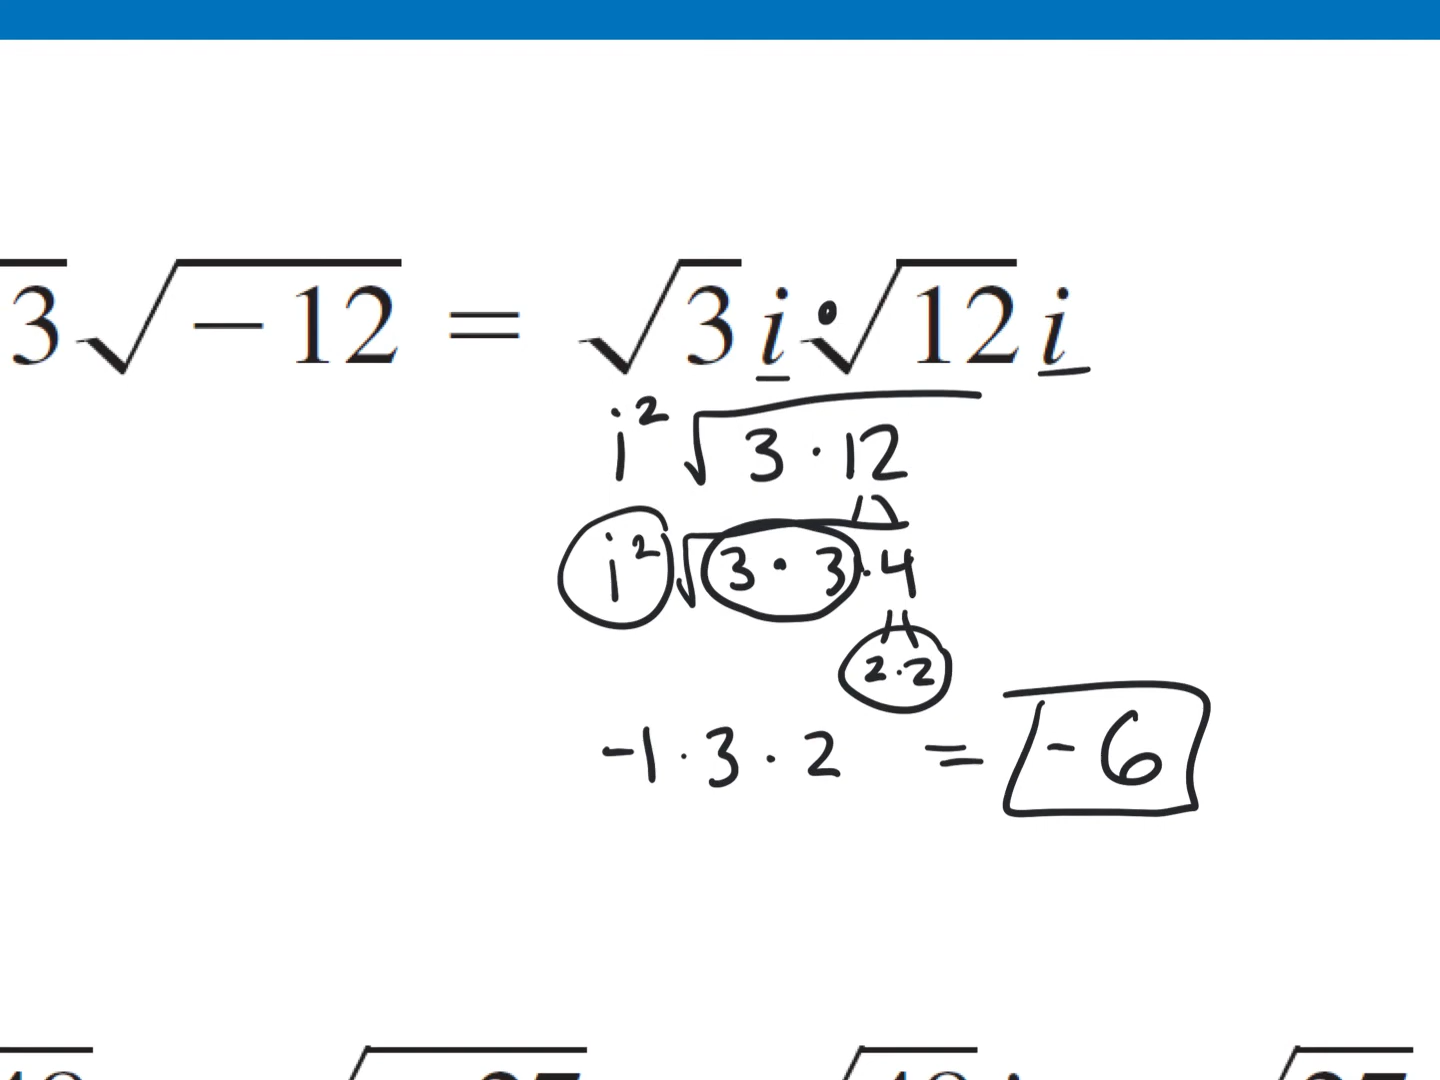 3√−12 = √3 i • √12 i
i² √3 · 12
i² √3 · 3 · 4
2 · 2
-1 · 3 · 2 = -6